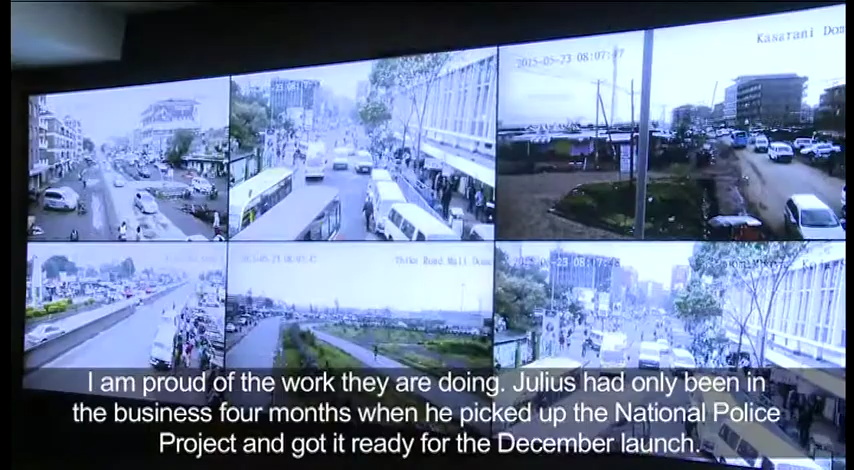 Kasarani Dom
2015-05-23 08:07:47
Thika Road Mall Dome
I am proud of the work they are doing. Julius had only been in
the business four months when he picked up the National Police
Project and got it ready for the December launch.